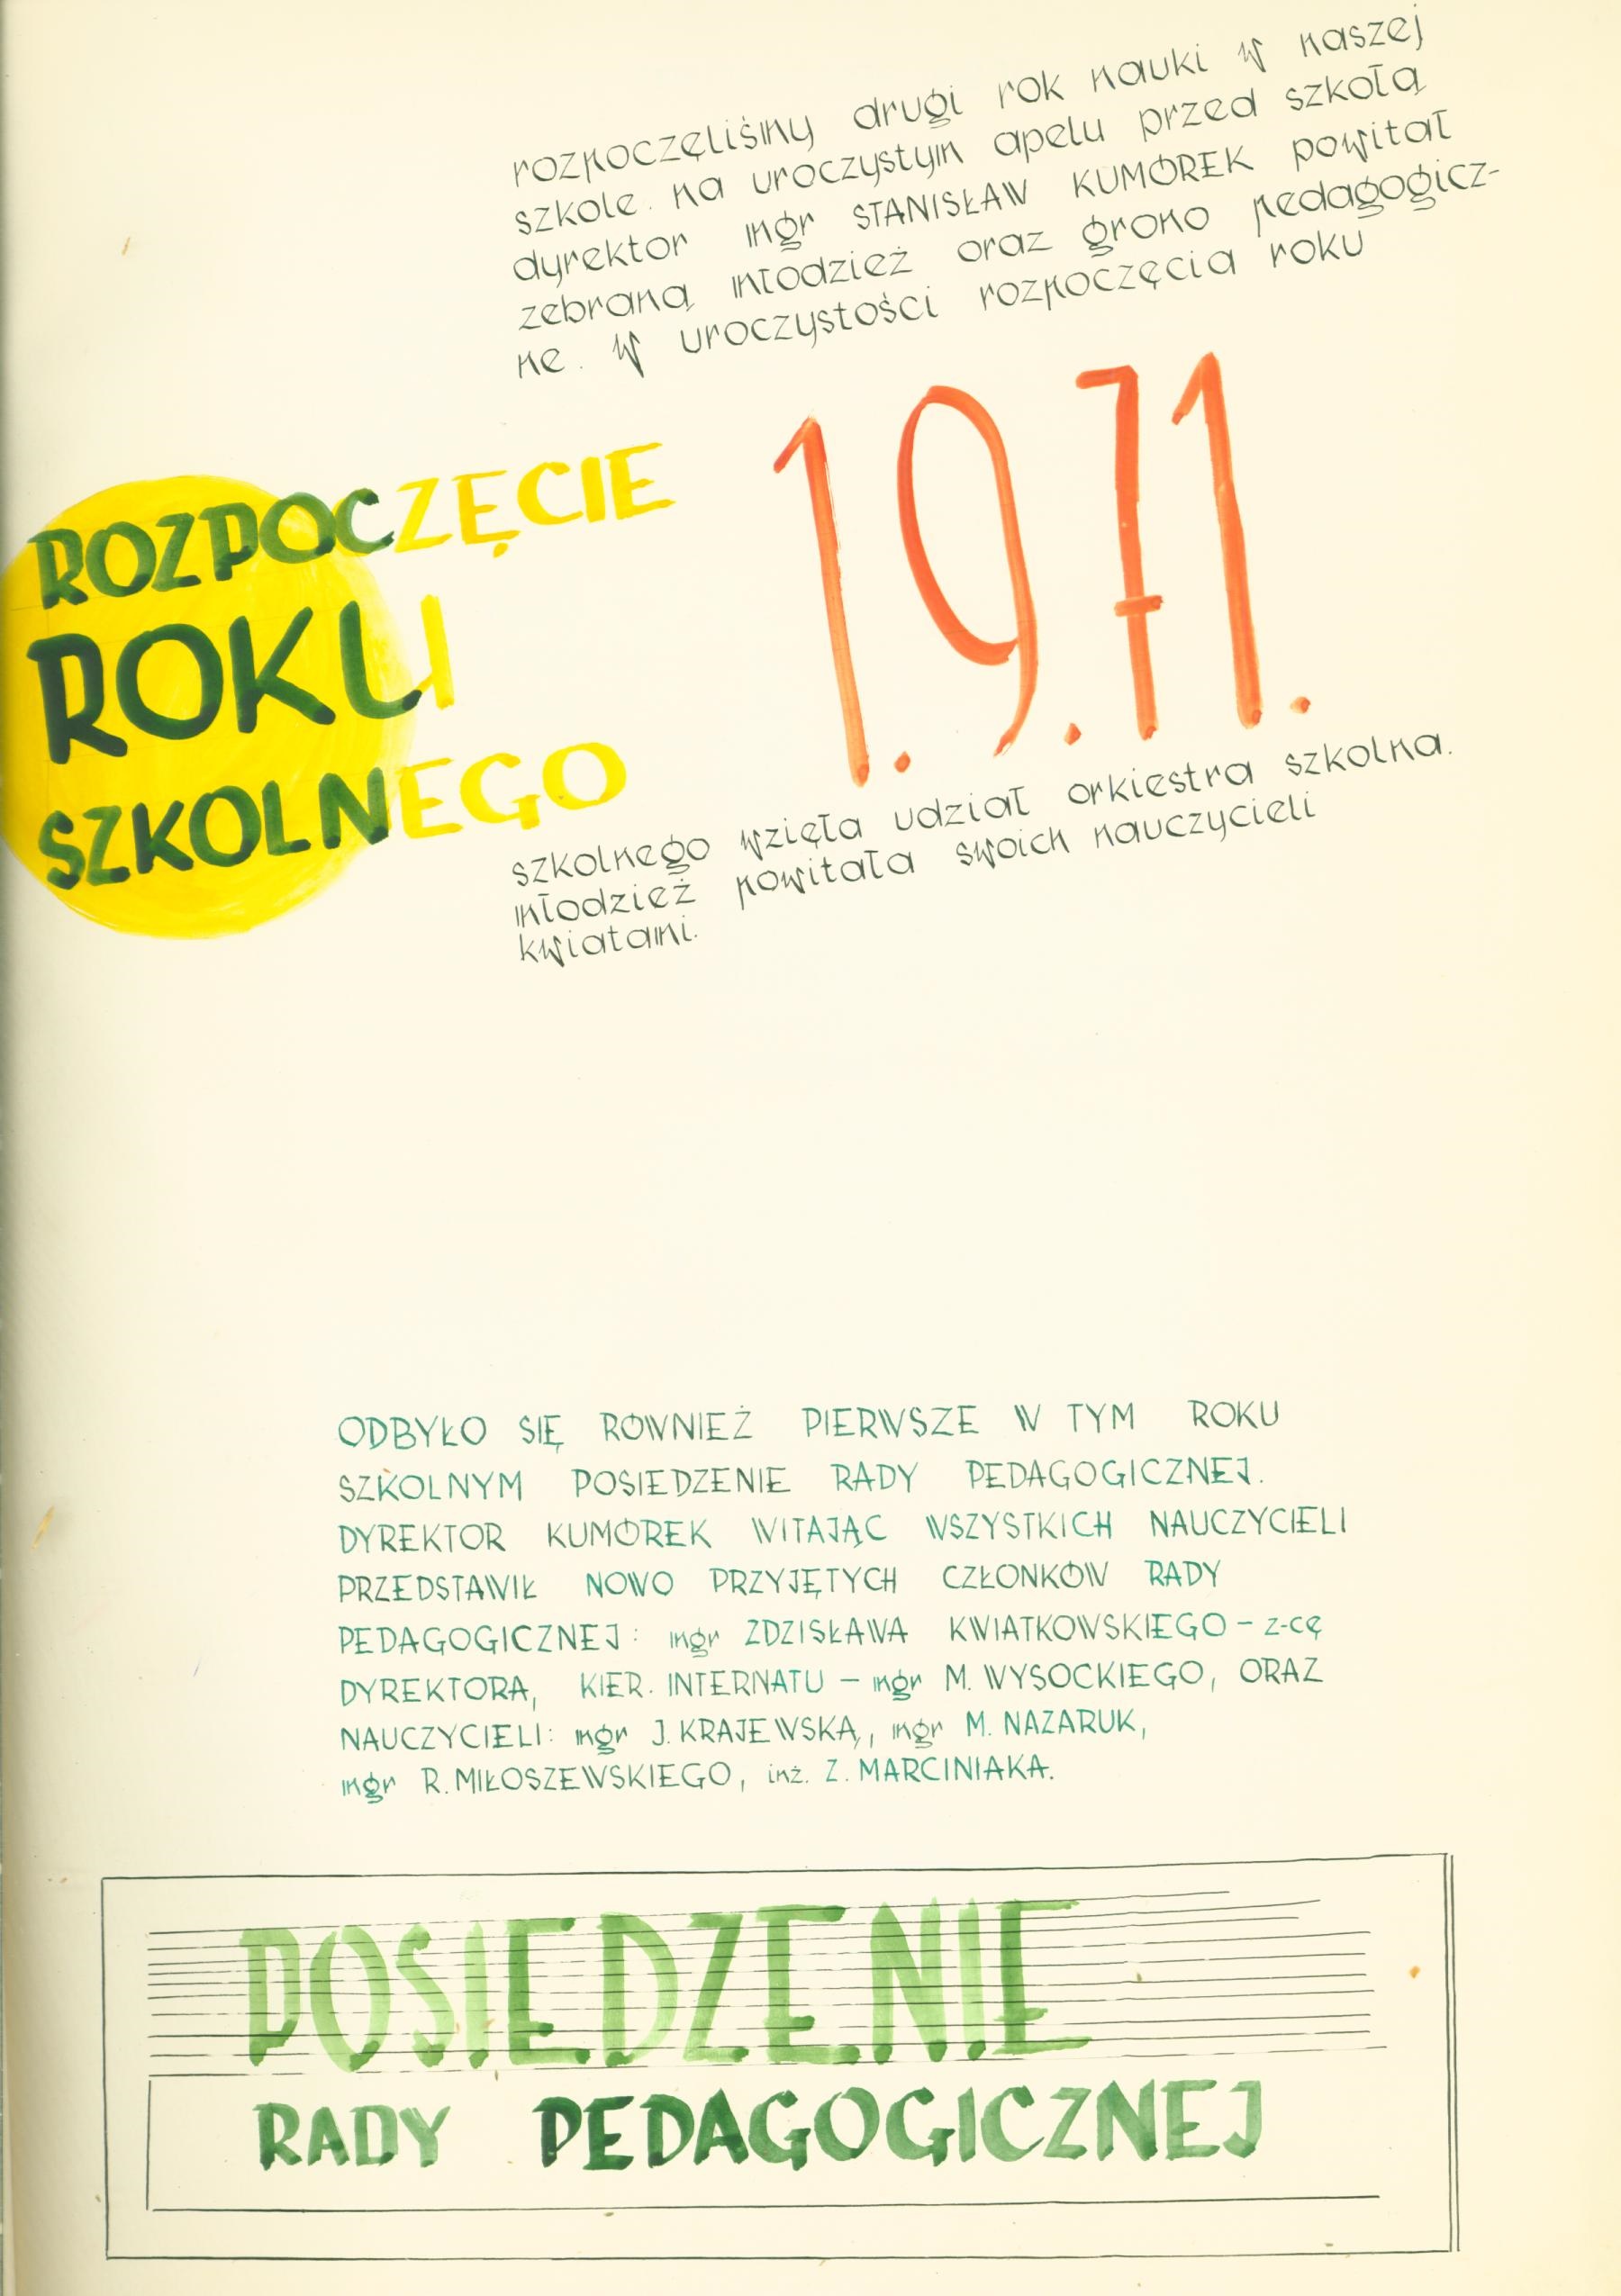 rozpoczęliśmy drugi rok nauki w naszej
szkole. na uroczystym apelu przed szkołą
dyrektor mgr STANISŁAW KUMOREK powitał
zebraną młodzież oraz grono pedagogicz-
ne. w uroczystości rozpoczęcia roku
1.9.71.
ROZPOCZĘCIE
ROKU
SZKOLNEGO
szkolnego wzięła udział orkiestra szkolna.
młodzież powitała swoich nauczycieli
kwiatami.
ODBYŁO SIĘ RÓWNIEŻ PIERWSZE W TYM ROKU
SZKOLNYM POSIEDZENIE RADY PEDAGOGICZNEJ.
DYREKTOR KUMOREK WITAJĄC WSZYSTKICH NAUCZYCIELI
PRZEDSTAWIŁ NOWO PRZYJĘTYCH CZŁONKÓW RADY
PEDAGOGICZNEJ: mgr ZDZISŁAWA KWIATKOWSKIEGO – z-cę
DYREKTORA, KIER. INTERNATU – mgr M. WYSOCKIEGO, ORAZ
NAUCZYCIELI: mgr J. KRAJEWSKĄ, mgr M. NAZARUK,
mgr R. MIŁOSZEWSKIEGO, inż. Z. MARCINIAKA.
POSIEDZENIE
RADY PEDAGOGICZNEJ